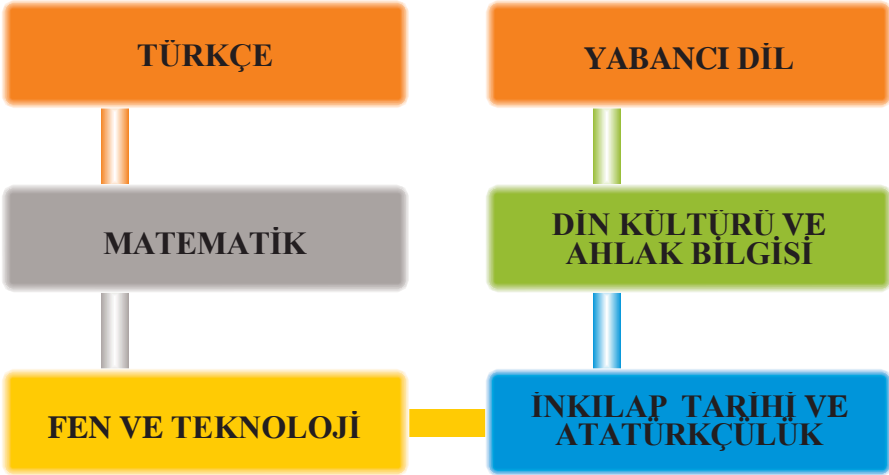 TÜRKÇE
MATEMATİK
FEN VE TEKNOLOJİ
İNKILAP TARİHİ VE
ATATÜRKÇÜLÜK
DİN KÜLTÜRÜ VE
AHLAK BİLGİSİ
YABANCI DİL